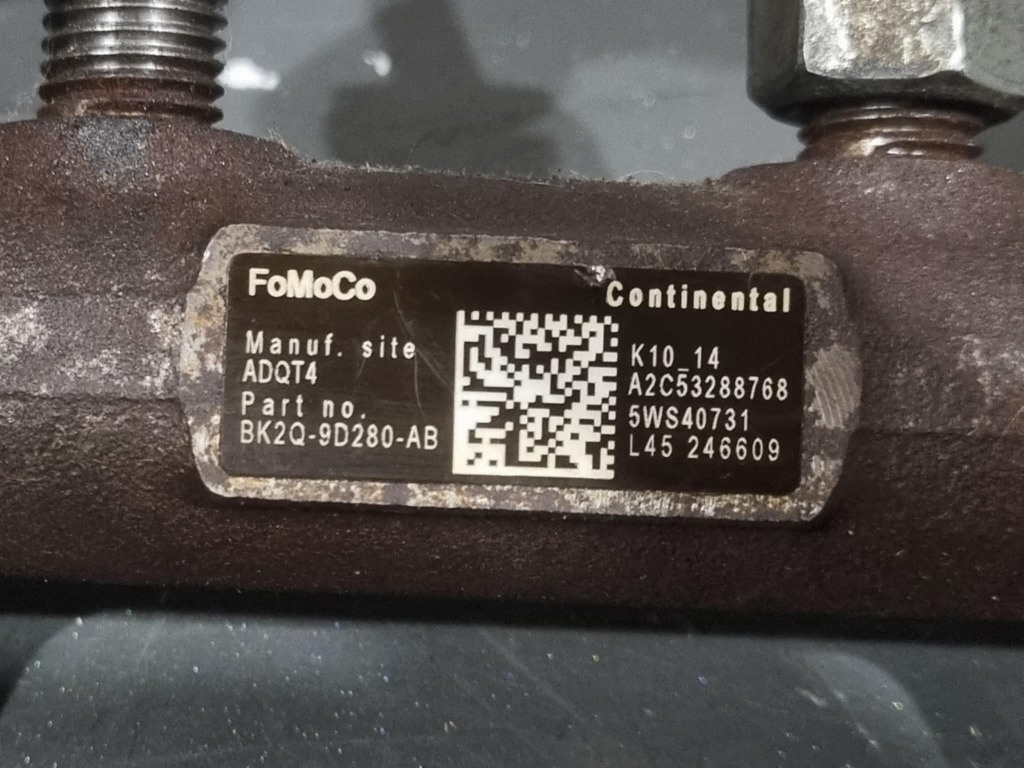 FoMoCo
Manuf. site
ADQT4
Part no.
BK2Q-9D280-AB
Continental
K10_14
A2C53288768
5WS40731
L45 246609